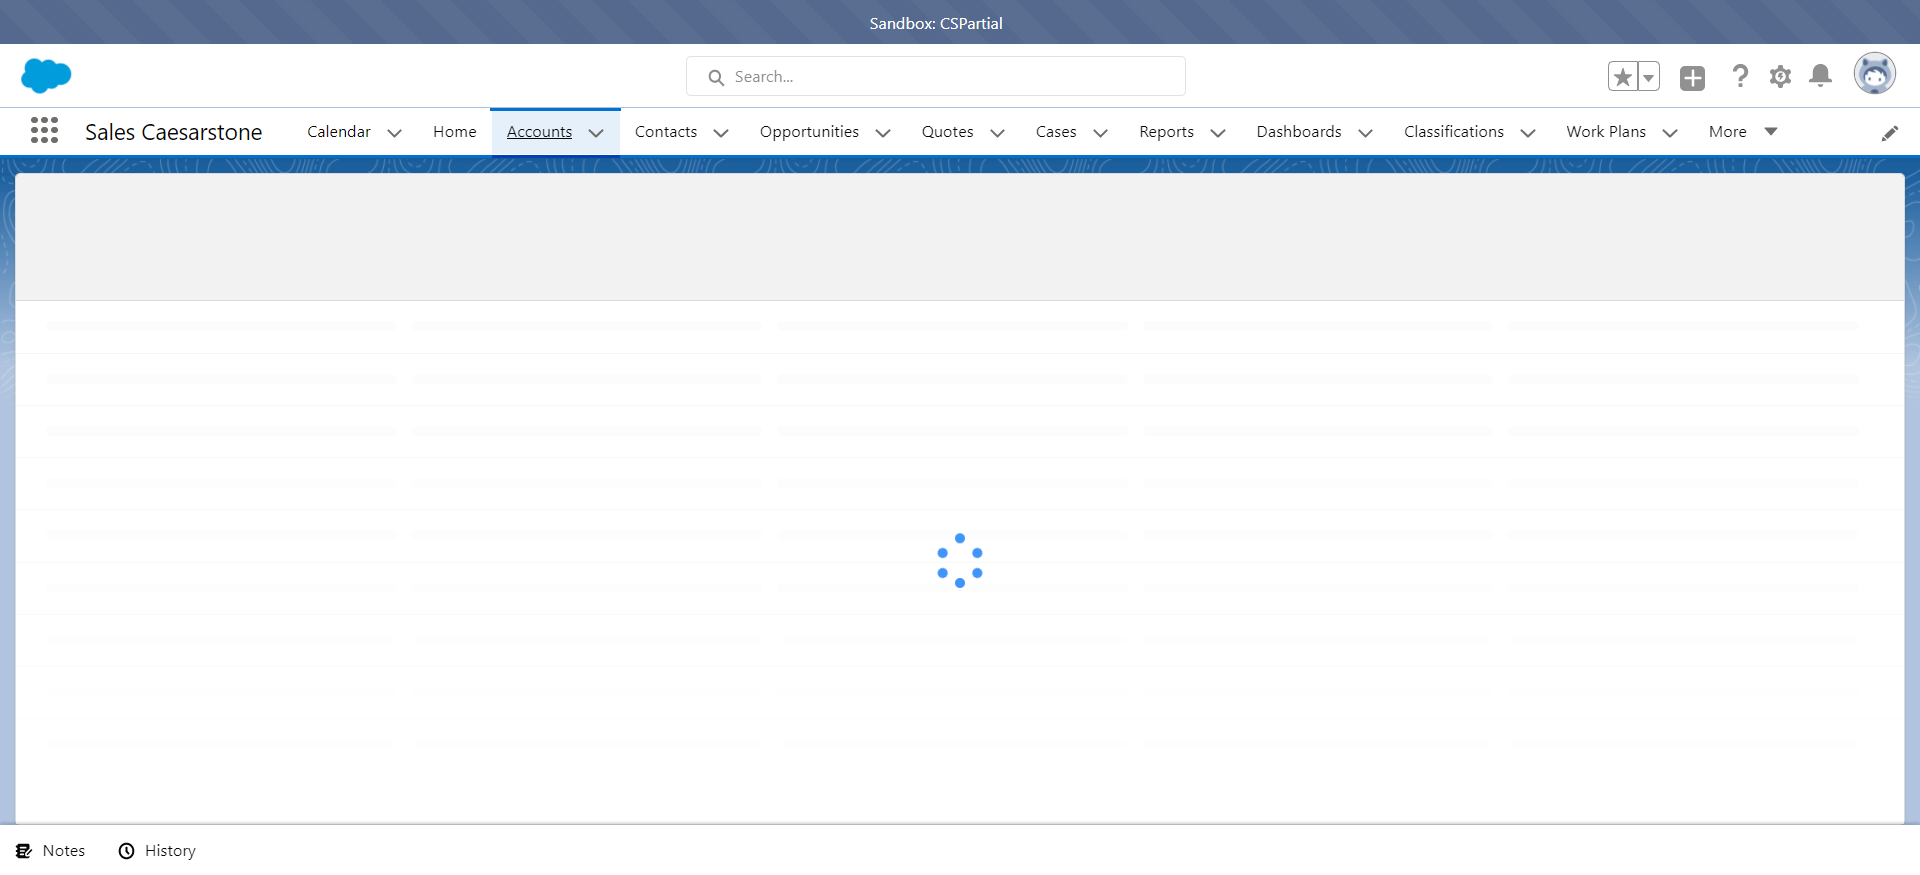 Sandbox: CSPartial
Search...
Sales Caesarstone
Calendar
Home
Accounts
Contacts
Opportunities
Quotes
Cases
Reports
Dashboards
Classifications
Work Plans
More
Notes
History